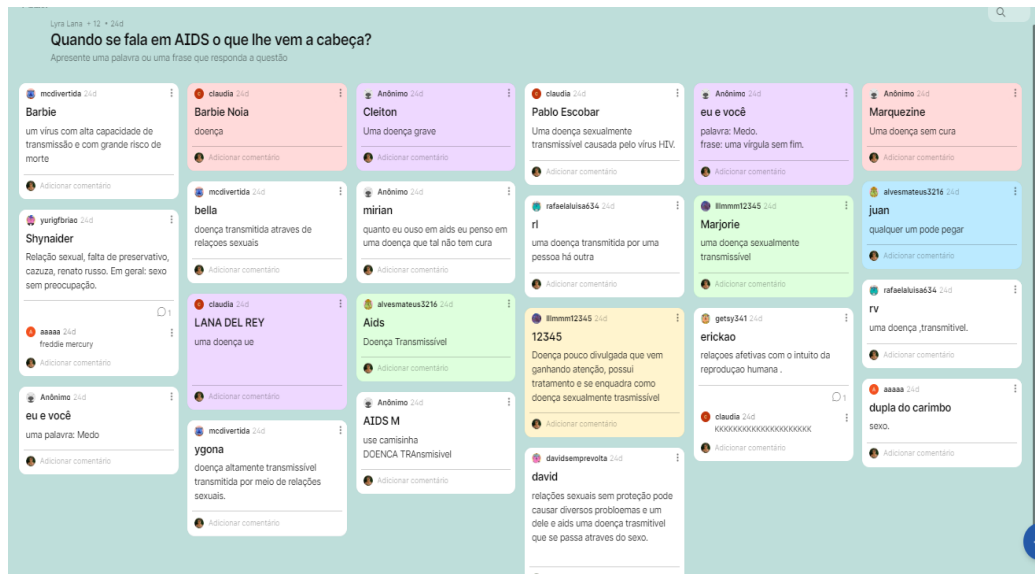 Lyra Lana + 12 • 24d
Quando se fala em AIDS o que lhe vem a cabeça?
Apresente uma palavra ou uma frase que responda a questão
mcdivertida 24d
Barbie
um vírus com alta capacidade de
transmissão e com grande risco de
morte
Adicionar comentário
yurigfbriao 24d
Shynaider
Relação sexual, falta de preservativo,
cazuza, renato russo. Em geral: sexo
sem preocupação.
1
aaaaa 24d
freddie mercury
Adicionar comentário
Anônimo 24d
eu e você
uma palavra: Medo
Adicionar comentário
claudia 24d
Barbie Noia
doença
Adicionar comentário
mcdivertida 24d
bella
doença transmitida atraves de
relaçoes sexuais
Adicionar comentário
claudia 24d
LANA DEL REY
uma doença ue
Adicionar comentário
mcdivertida 24d
ygona
doença altamente transmissível
transmitida por meio de relações
sexuais.
Adicionar comentário
Anônimo 24d
Cleiton
Uma doença grave
Adicionar comentário
Anônimo 24d
mirian
quanto eu ouso em aids eu penso em
uma doença que tal não tem cura
Adicionar comentário
alvesmateus3216 24d
Aids
Doença Transmissível
Adicionar comentário
Anônimo 24d
AIDS M
use camisinha
DOENCA TRAnsmisivel
Adicionar comentário
claudia 24d
Pablo Escobar
Uma doença sexualmente
transmissível causada pelo vírus HIV.
Adicionar comentário
rafaelaluisa634 24d
rl
uma doença transmitida por uma
pessoa há outra
Adicionar comentário
lllmmm12345 24d
12345
Doença pouco divulgada que vem
ganhando atenção, possui
tratamento e se enquadra como
doença sexualmente trasmissível
Adicionar comentário
davidsemprevolta 24d
david
relações sexuais sem proteção pode
causar diversos probloemas e um
dele e aids uma doença trasmitivel
que se passa atraves do sexo.
Anônimo 24d
eu e você
palavra: Medo.
frase: uma vírgula sem fim.
Adicionar comentário
lllmmm12345 24d
Marjorie
uma doença sexualmente
transmissível
Adicionar comentário
getsy341 24d
erickao
relaçoes afetivas com o intuito da
reproduçao humana .
1
claudia 24d
KKKKKKKKKKKKKKKKKKKKK
Adicionar comentário
Anônimo 24d
Marquezine
Uma doença sem cura
Adicionar comentário
alvesmateus3216 24d
juan
qualquer um pode pegar
Adicionar comentário
rafaelaluisa634 24d
rv
uma doença ,transmitivel.
Adicionar comentário
aaaaa 24d
dupla do carimbo
sexo.
Adicionar comentário